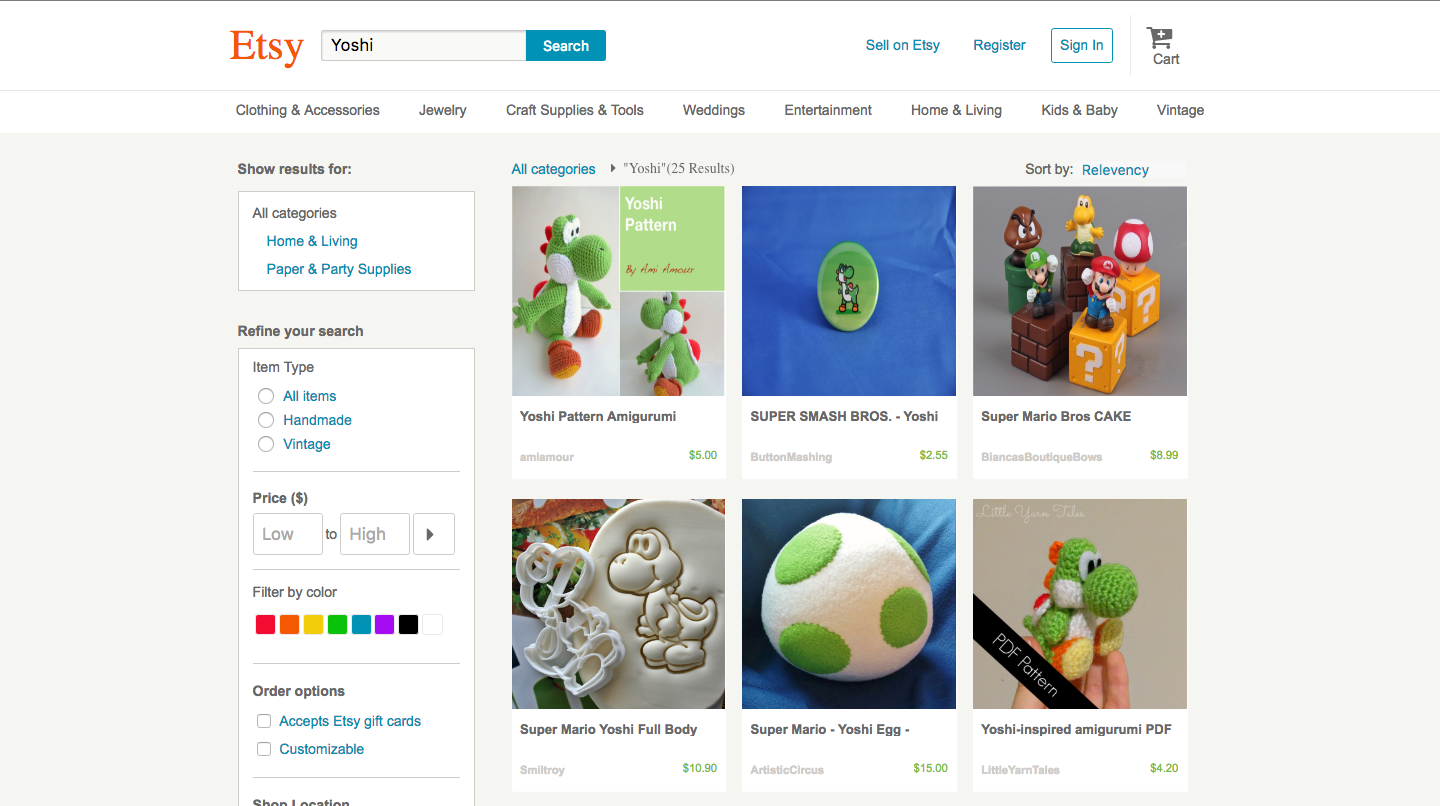 Etsy
Yoshi
Search
Sell on Etsy
Register
Sign In
Cart
Clothing & Accessories
Jewelry
Craft Supplies & Tools
Weddings
Entertainment
Home & Living
Kids & Baby
Vintage
Show results for:
All categories
Home & Living
Paper & Party Supplies
Refine your search
Item Type
All items
Handmade
Vintage
Price ($)
Low to High
Filter by color
Order options
Accepts Etsy gift cards
Customizable
Shop Location
All categories "Yoshi"(25 Results)
Sort by: Relevency
Yoshi
Pattern
By Ami Amour
Yoshi Pattern Amigurumi
amiamour $5.00
SUPER SMASH BROS. - Yoshi
ButtonMashing $2.55
? ?
Super Mario Bros CAKE
BiancasBoutiqueBows $8.99
Super Mario Yoshi Full Body
Smiltroy $10.90
Super Mario - Yoshi Egg -
ArtisticCircus $15.00
Little Yarn Tales
PDF Pattern
Yoshi-inspired amigurumi PDF
LittleYarnTales $4.20